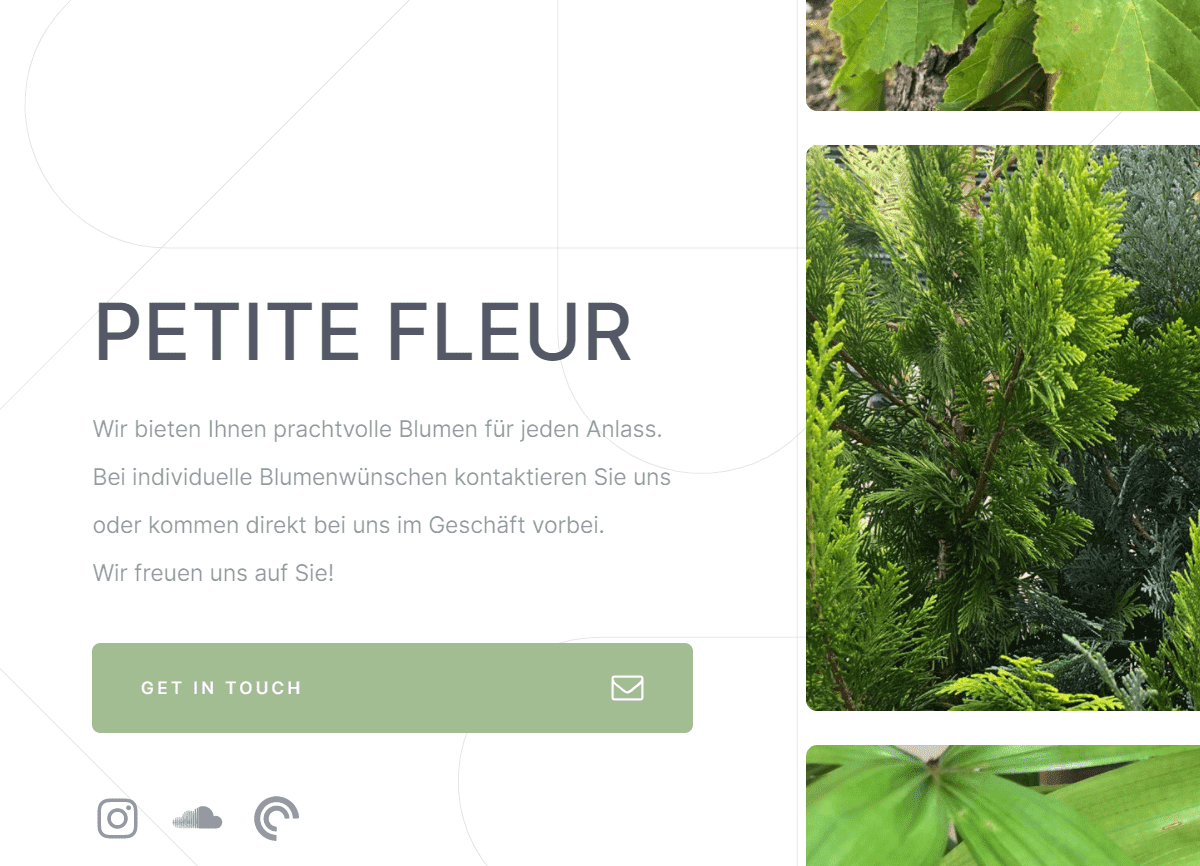 PETITE FLEUR
Wir bieten Ihnen prachtvolle Blumen für jeden Anlass.
Bei individuelle Blumenwünschen kontaktieren Sie uns
oder kommen direkt bei uns im Geschäft vorbei.
Wir freuen uns auf Sie!
GET IN TOUCH